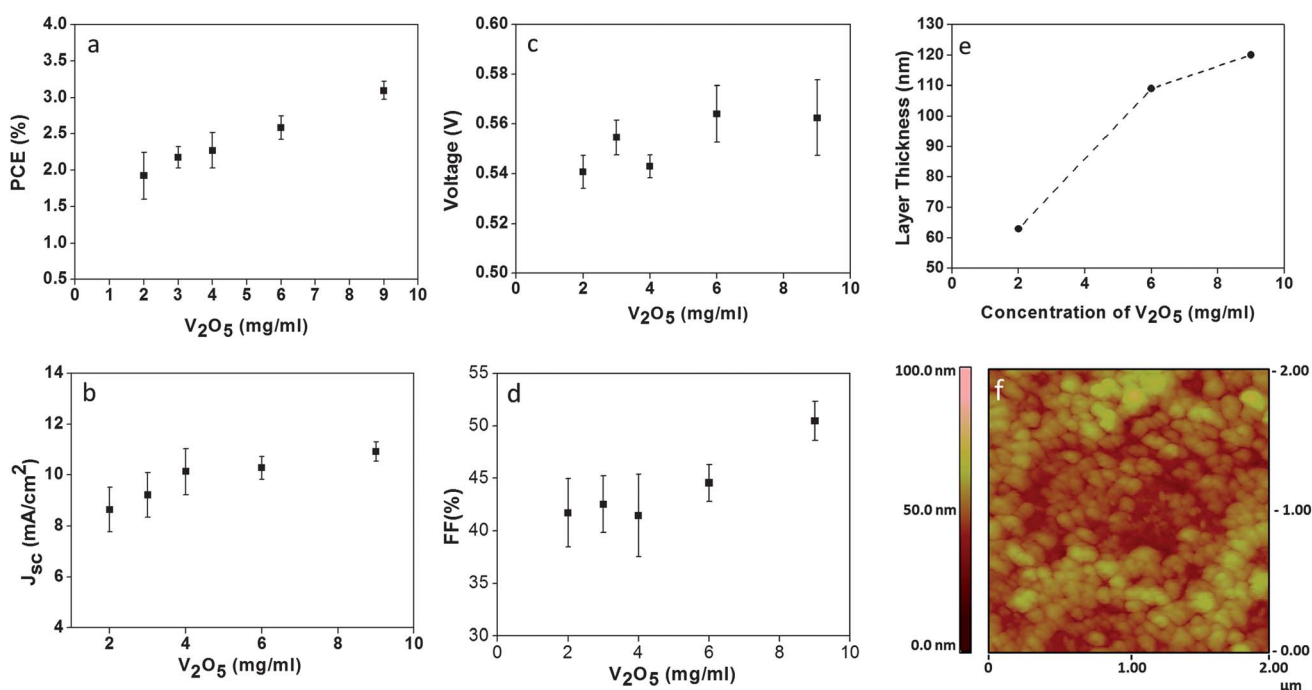 a
PCE (%)
4.0
3.5
3.0
2.5
2.0
1.5
1.0
0.5
0 1 2 3 4 5 6 7 8 9 10
V₂O₅ (mg/ml)
c
Voltage (V)
0.60
0.58
0.56
0.54
0.52
0.50
0 2 4 6 8 10
V₂O₅ (mg/ml)
e
Layer Thickness (nm)
130
120
110
100
90
80
70
60
50
0 2 4 6 8 10
Concentration of V₂O₅ (mg/ml)
b
J_SC (mA/cm²)
14
12
10
8
6
4
2 4 6 8 10
V₂O₅ (mg/ml)
d
FF(%)
55
50
45
40
35
30
0 2 4 6 8 10
V₂O₅ (mg/ml)
f
100.0 nm
50.0 nm
0.0 nm
2.00
1.00
0.00
0 1.00 2.00
µm